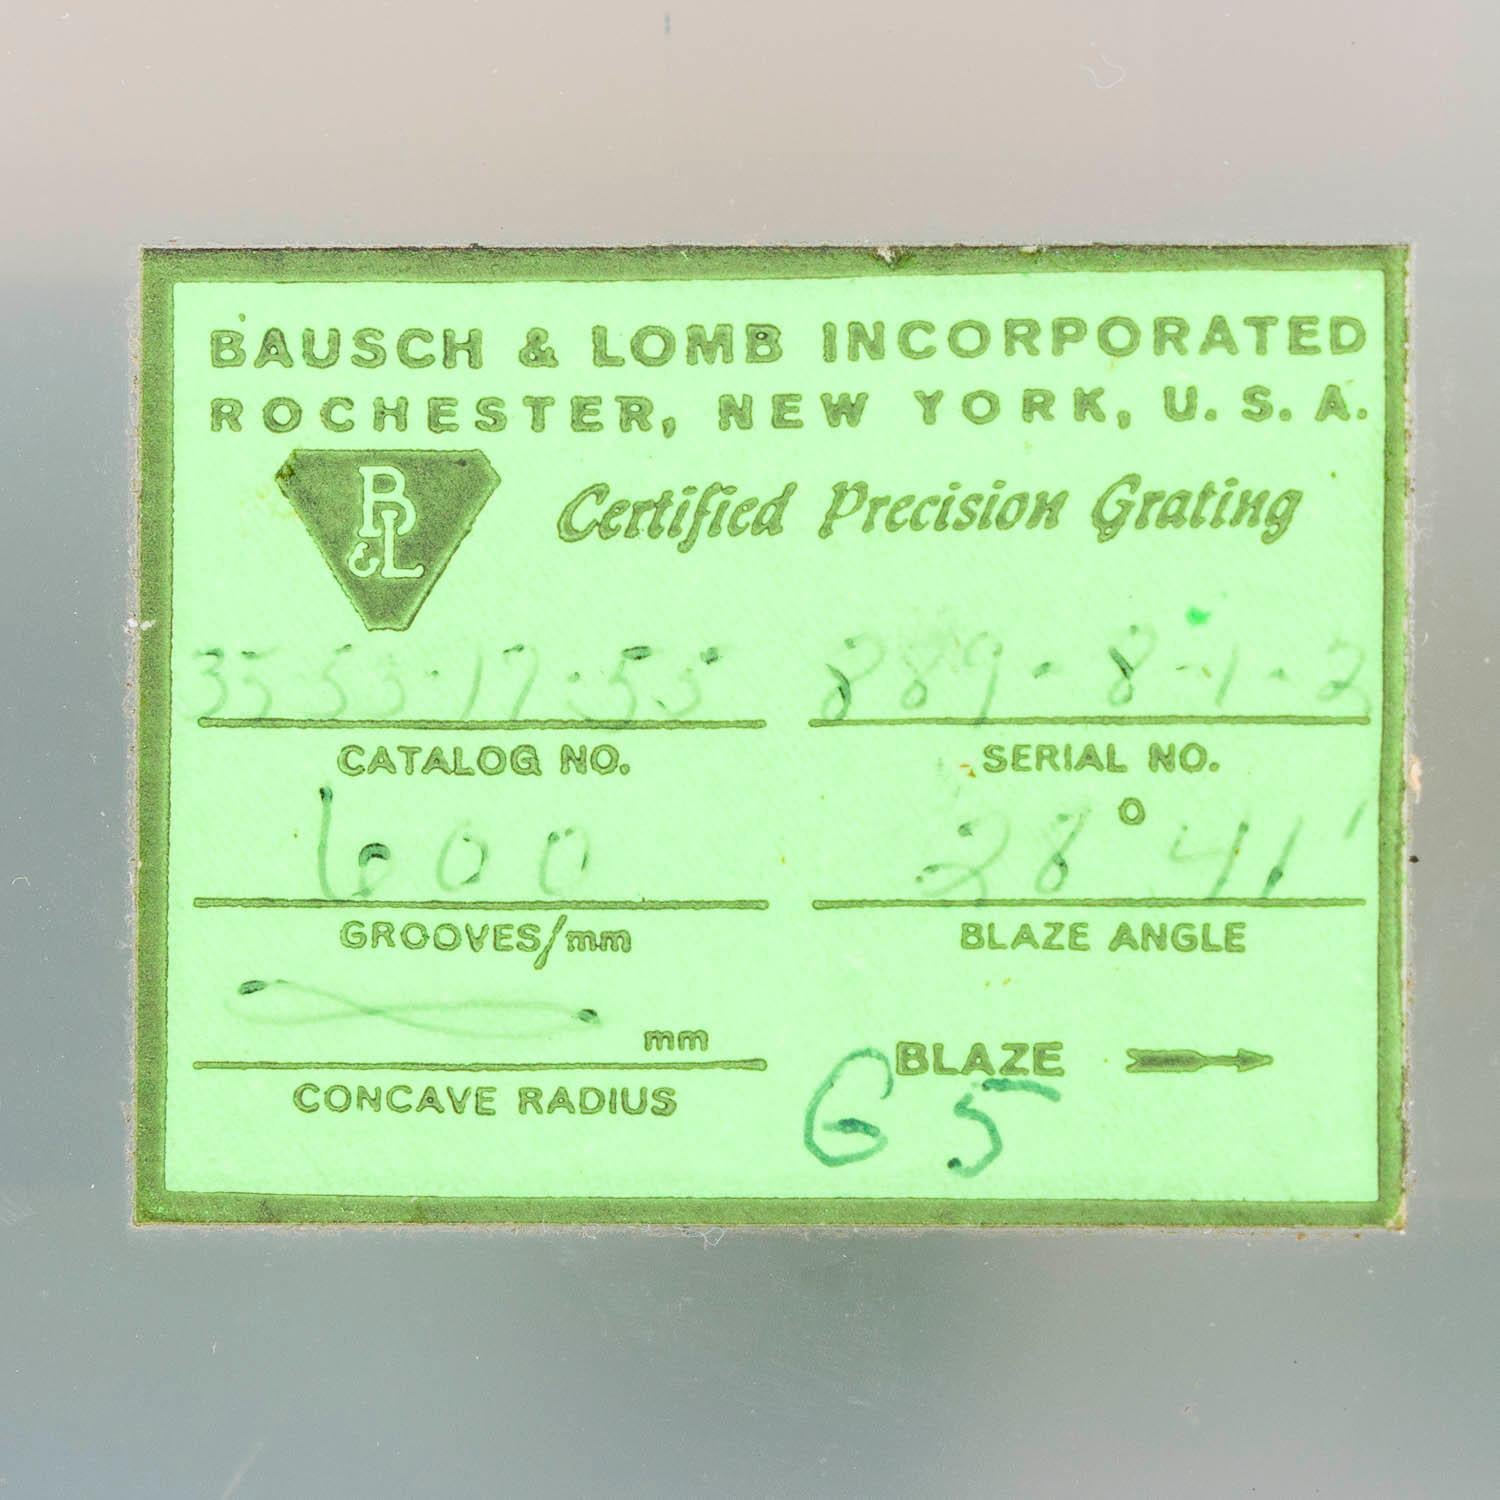 BAUSCH & LOMB INCORPORATED
ROCHESTER, NEW YORK, U. S. A.
B&L
Certified Precision Grating
35-53-17-55 889-8-1-2
CATALOG NO. SERIAL NO.
600 28° 41'
GROOVES/mm BLAZE ANGLE
mm
CONCAVE RADIUS
BLAZE
G5